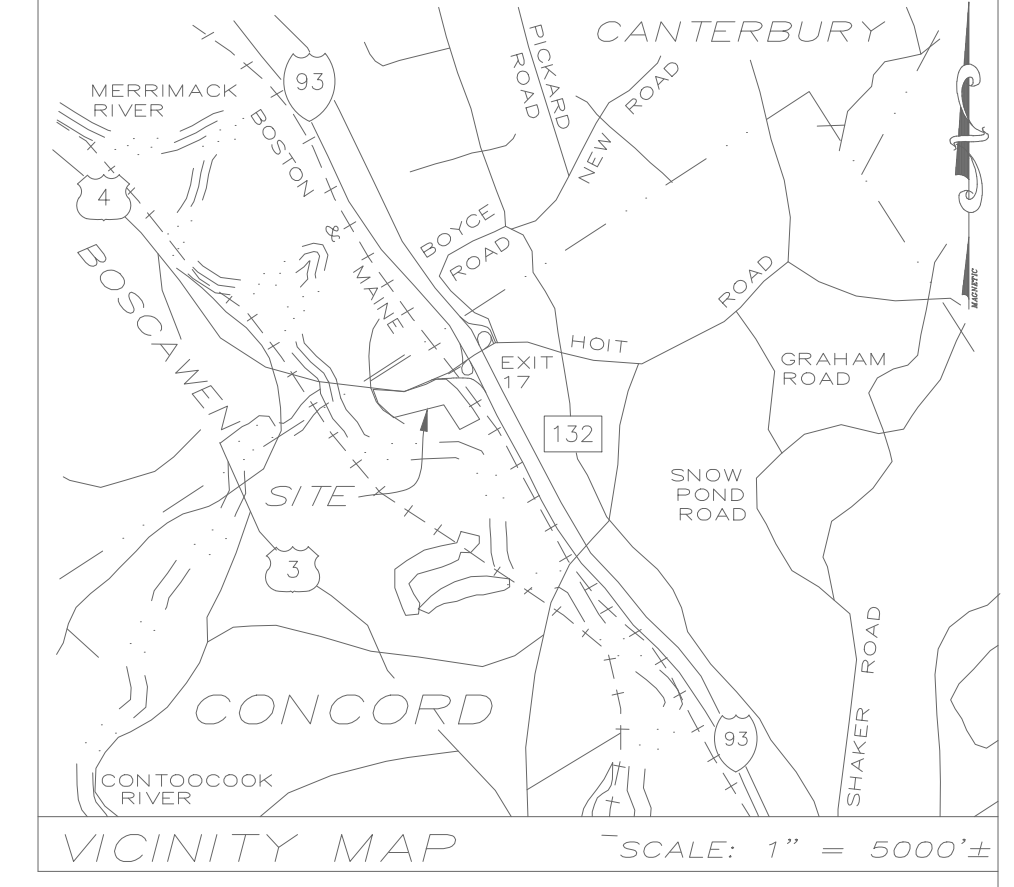 CANTERBURY
PICKARD
ROAD
93
MERRIMACK
RIVER
NEW ROAD
BOSTON & MAINE
4
BOYCE
ROAD
BOSCAWEN
HOIT ROAD
MAGNETIC
EXIT
17
GRAHAM
ROAD
132
SITE
SNOW
POND
ROAD
3
CONCORD
SHAKER ROAD
93
CONTOOCOOK
RIVER
VICINITY MAP
SCALE: 1" = 5000'±